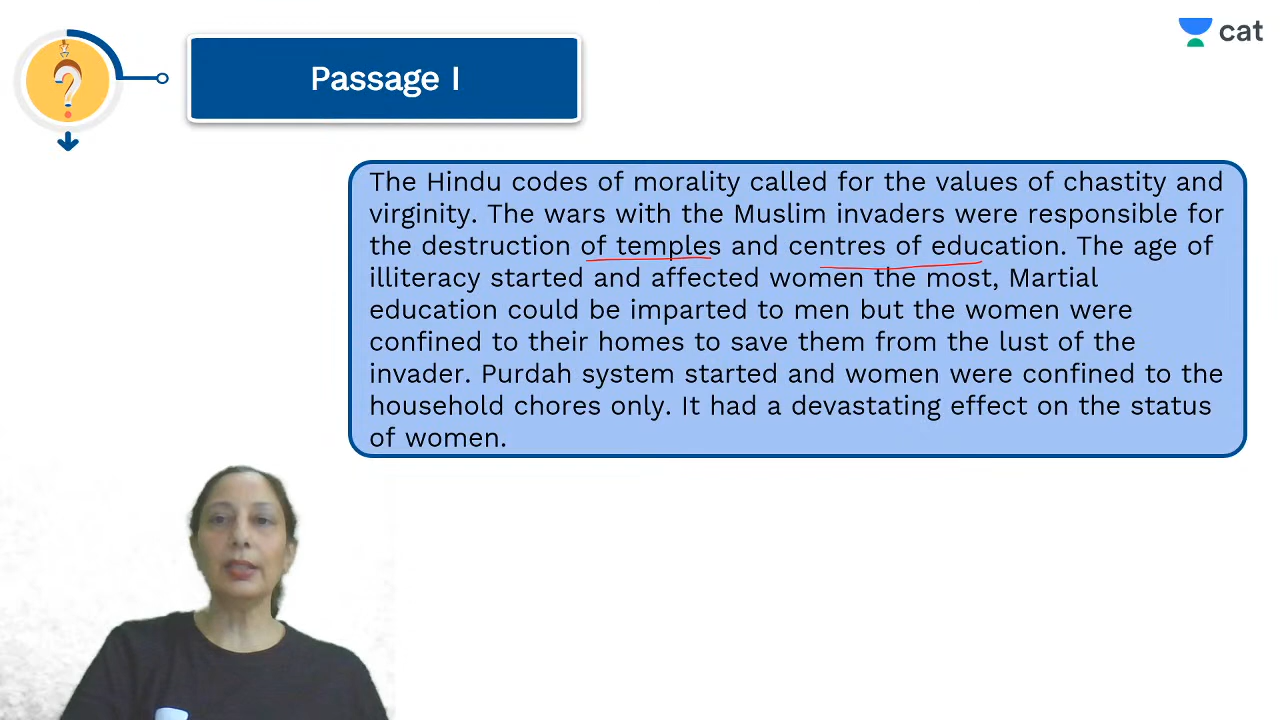 cat
Passage I
The Hindu codes of morality called for the values of chastity and
virginity. The wars with the Muslim invaders were responsible for
the destruction of temples and centres of education. The age of
illiteracy started and affected women the most, Martial
education could be imparted to men but the women were
confined to their homes to save them from the lust of the
invader. Purdah system started and women were confined to the
household chores only. It had a devastating effect on the status
of women.